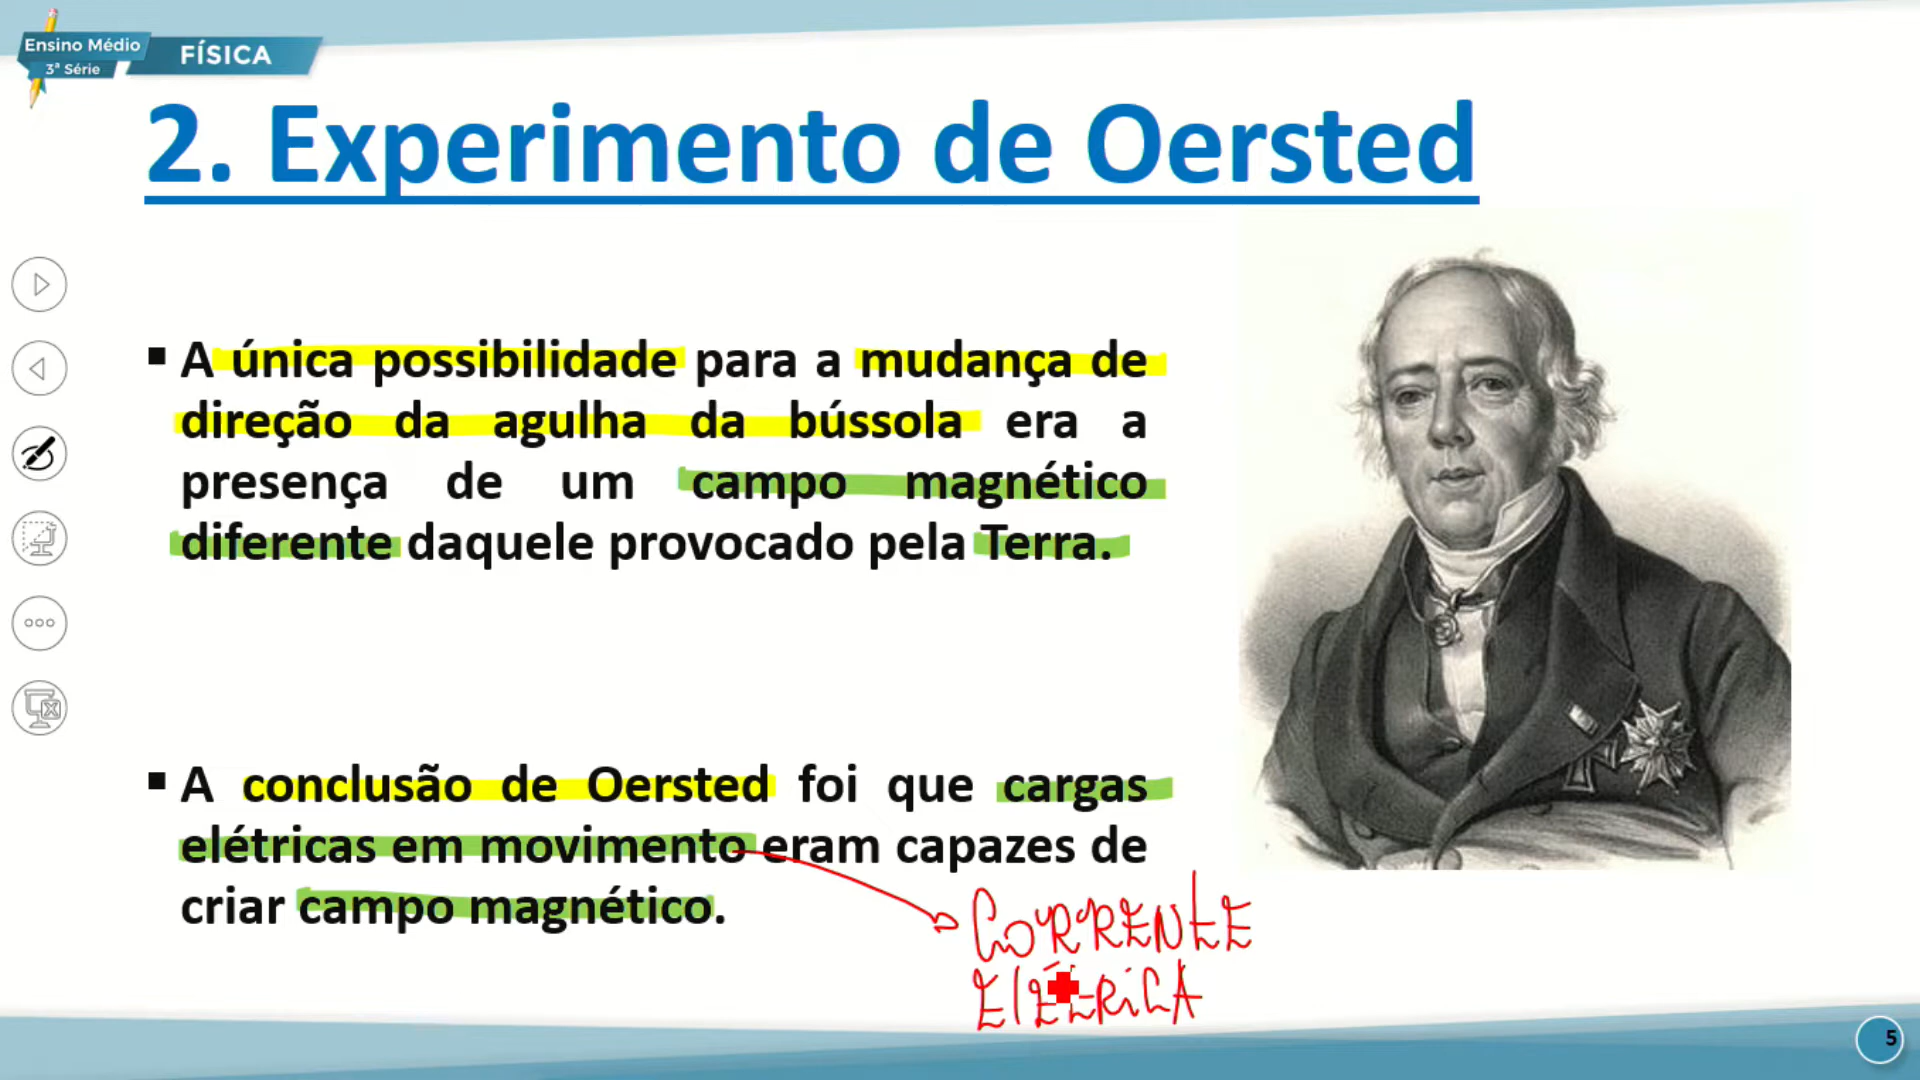 Ensino Médio
3ª Série
FÍSICA
2. Experimento de Oersted
▪ A única possibilidade para a mudança de
direção da agulha da bússola era a
presença de um campo magnético
diferente daquele provocado pela Terra.
▪ A conclusão de Oersted foi que cargas
elétricas em movimento eram capazes de
criar campo magnético.
CORRENTE
ELÉTRICA
5